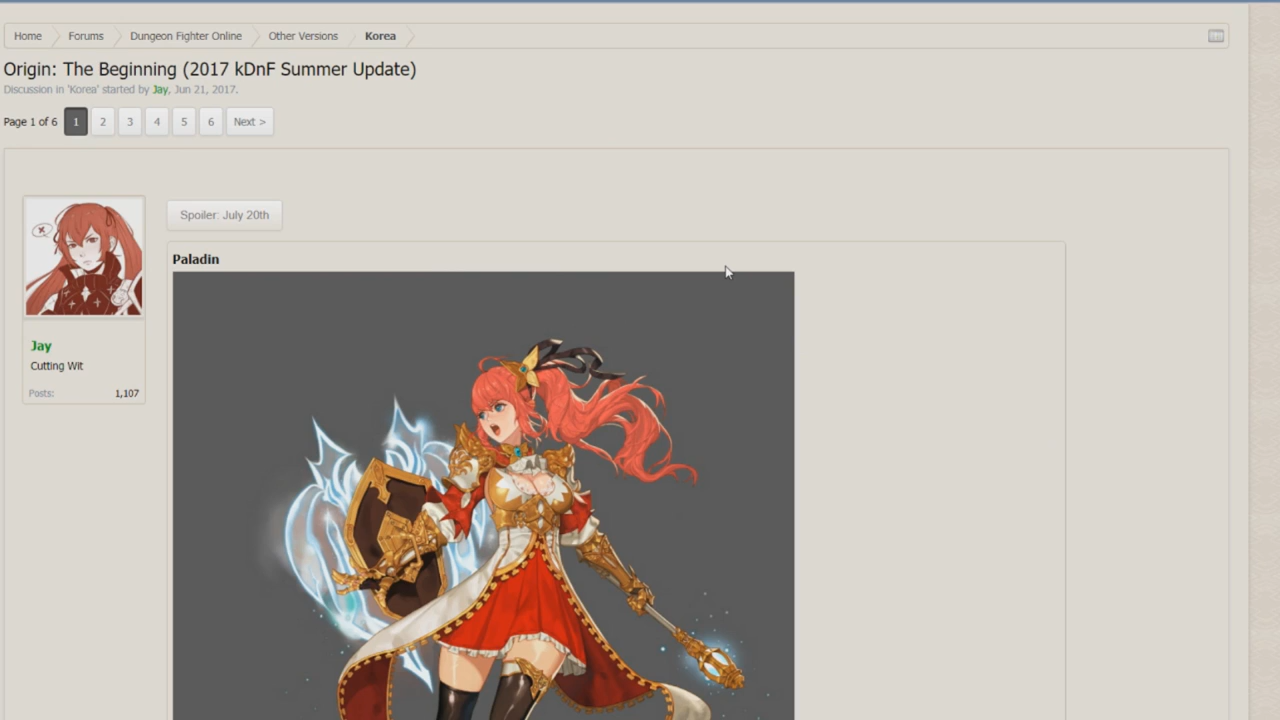 Home Forums Dungeon Fighter Online Other Versions Korea
Origin: The Beginning (2017 kDnF Summer Update)
Discussion in 'Korea' started by Jay, Jun 21, 2017.
Page 1 of 6 1 2 3 4 5 6 Next >
Spoiler: July 20th
Paladin
Jay
Cutting Wit
Posts: 1,107